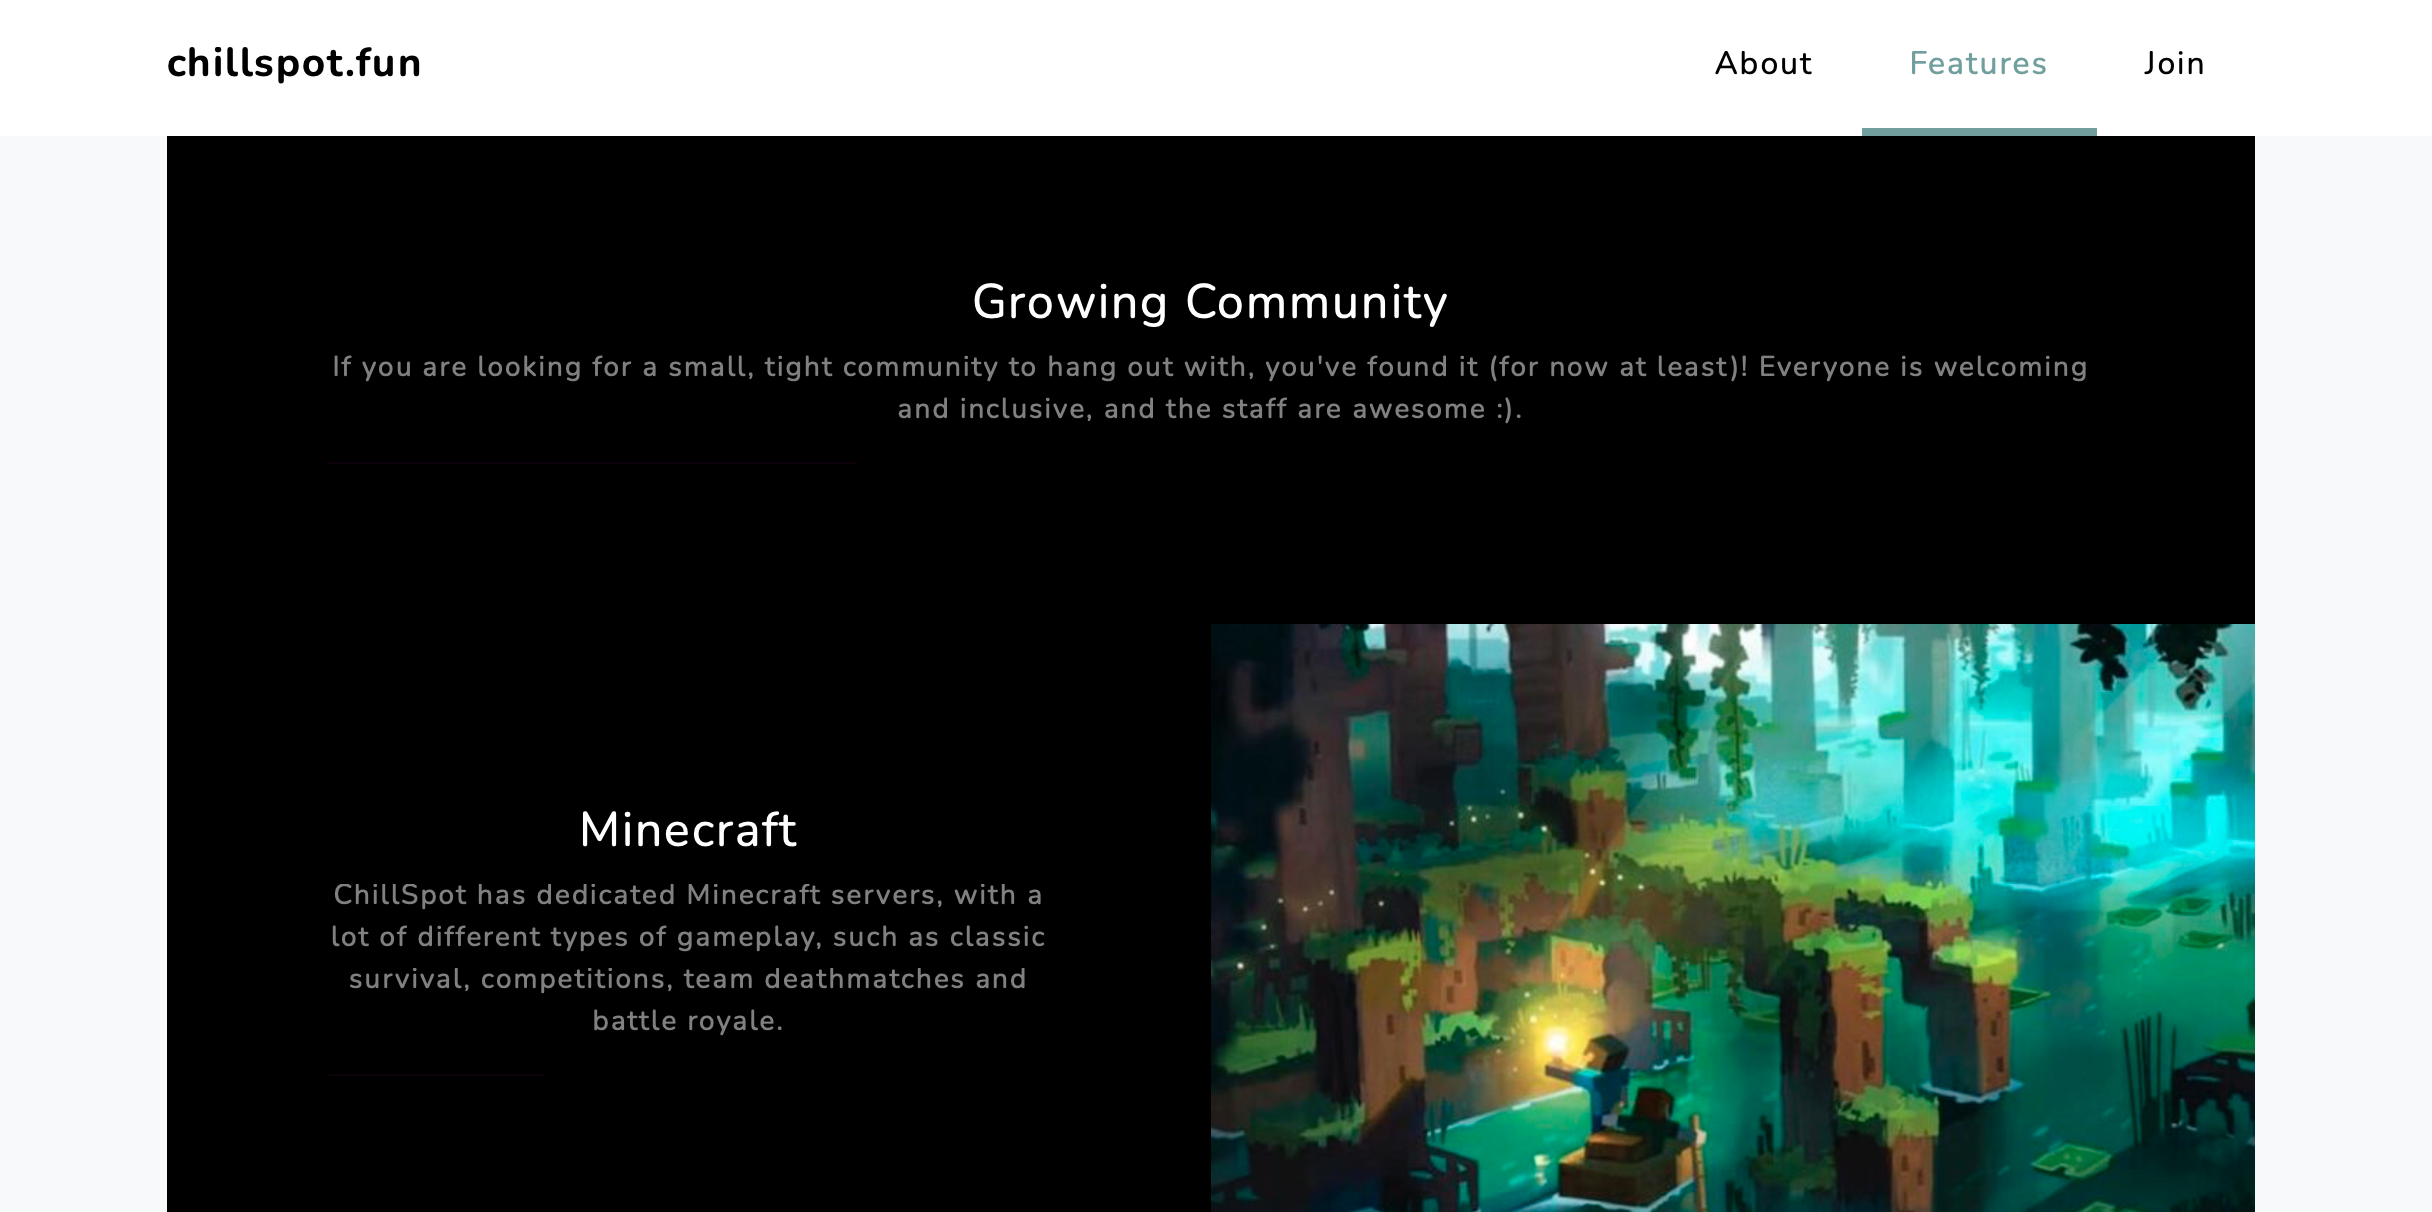 chillspot.fun
About
Features
Join
Growing Community
If you are looking for a small, tight community to hang out with, you've found it (for now at least)! Everyone is welcoming
and inclusive, and the staff are awesome :).
Minecraft
ChillSpot has dedicated Minecraft servers, with a
lot of different types of gameplay, such as classic
survival, competitions, team deathmatches and
battle royale.